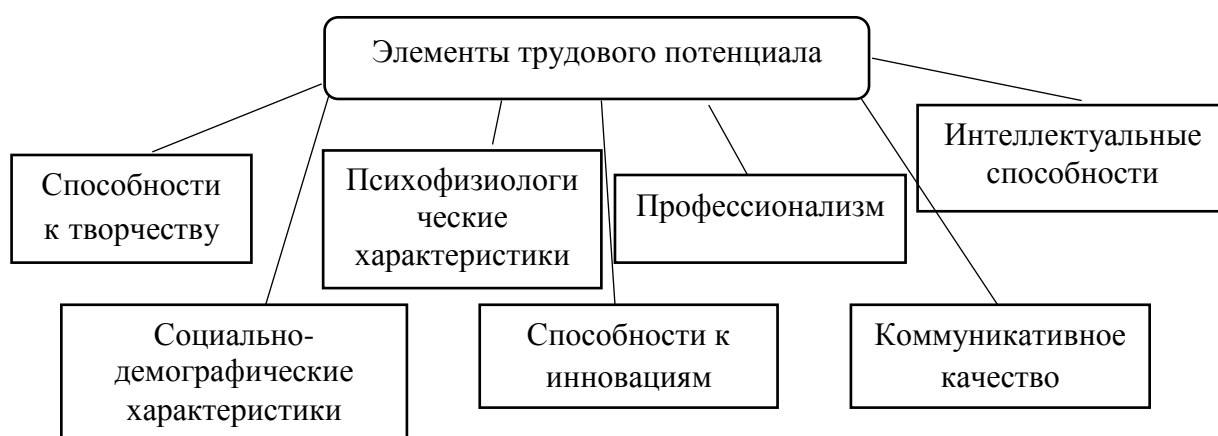 Элементы трудового потенциала
Способности
к творчеству
Психофизиологи
ческие
характеристики
Профессионализм
Интеллектуальные
способности
Социально-
демографические
характеристики
Способности к
инновациям
Коммуникативное
качество